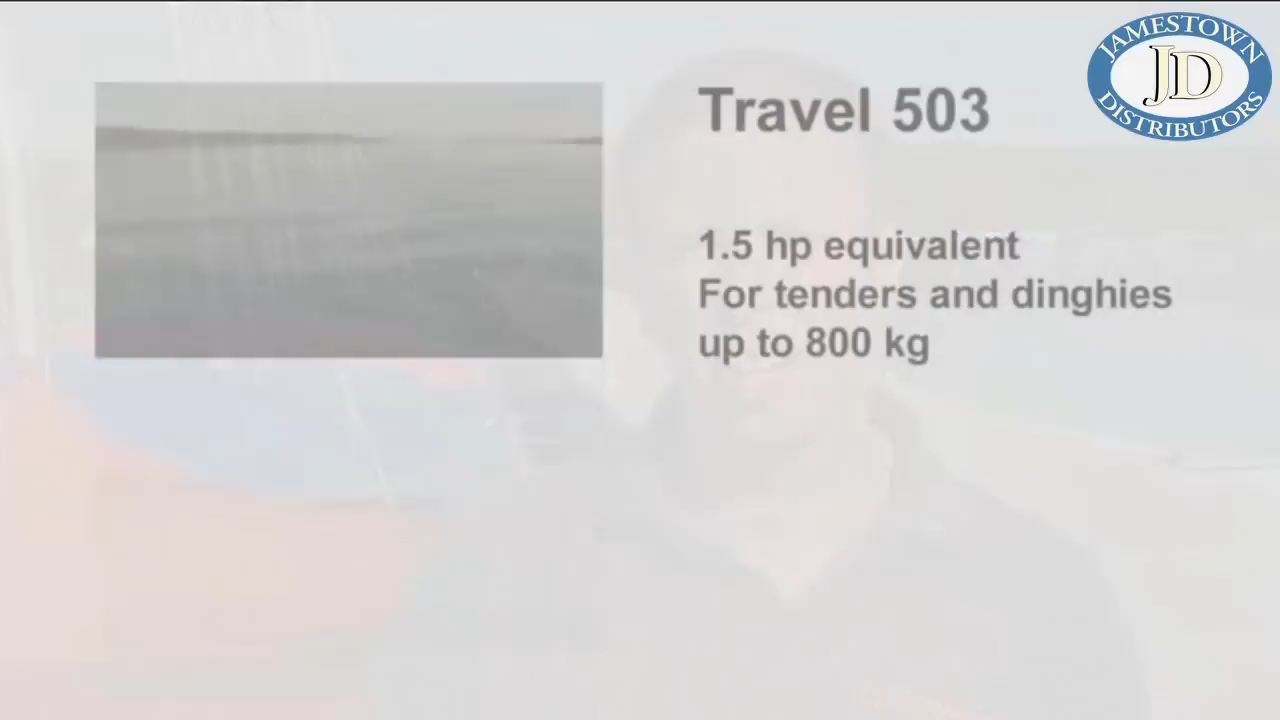 JAMESTOWN
JD
DISTRIBUTORS
Travel 503
1.5 hp equivalent
For tenders and dinghies
up to 800 kg